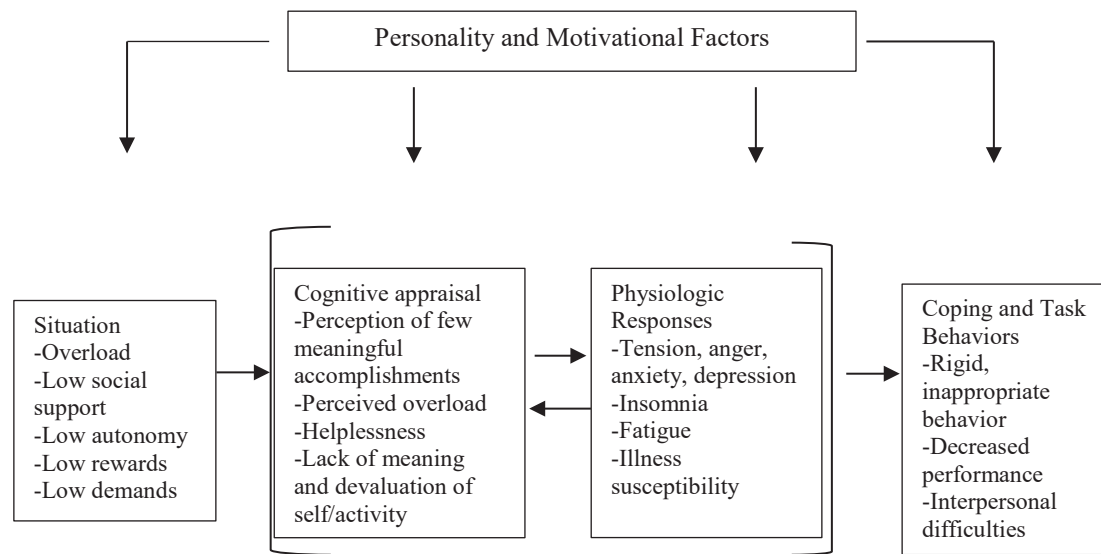 Personality and Motivational Factors
Situation
-Overload
-Low social
support
-Low autonomy
-Low rewards
-Low demands
Cognitive appraisal
-Perception of few
meaningful
accomplishments
-Perceived overload
-Helplessness
-Lack of meaning
and devaluation of
self/activity
Physiologic
Responses
-Tension, anger,
anxiety, depression
-Insomnia
-Fatigue
-Illness
susceptibility
Coping and Task
Behaviors
-Rigid,
inappropriate
behavior
-Decreased
performance
-Interpersonal
difficulties